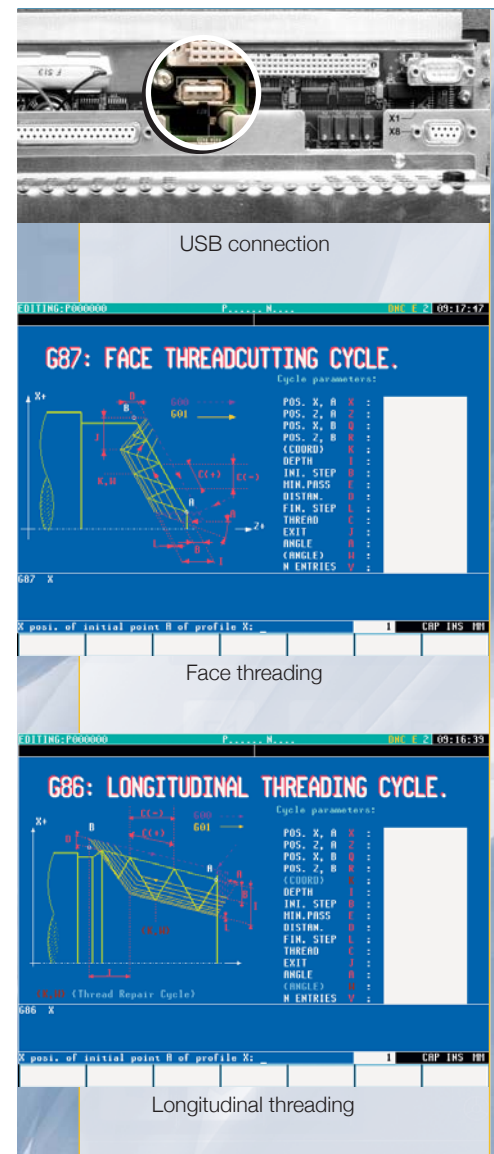 F 513
X1
X8
USB connection
EDITING:P000000 P...... N.... DNC E 2 09:17:47
G87: FACE THREADCUTTING CYCLE.
Cycle parameters:
X+
D
B
G00
G01
J
K,W
C(+)
C(-)
A
Z+
L
B
I
POS. X, A X :
POS. Z, A Z :
POS. X, B Q :
POS. Z, B R :
(COORD) K :
DEPTH I :
INI. STEP B :
MIN.PASS E :
DISTAN. D :
FIN. STEP L :
THREAD C :
EXIT J :
ANGLE A :
(ANGLE) W :
N ENTRIES V :
G87 X
X posi. of initial point A of profile X: _ 1 CAP INS MM
Face threading
EDITING:P000000 P...... N.... DNC E 2 09:16:39
G86: LONGITUDINAL THREADING CYCLE.
Cycle parameters:
C(-)
G00
G01
C(+)
X+
D
B
A
J
POS. X, A X :
POS. Z, A Z :
POS. X, B Q :
POS. Z, B R :
(COORD) K :
DEPTH I :
INI. STEP B :
MIN.PASS E :
DISTAN. D :
FIN. STEP L :
THREAD C :
EXIT J :
ANGLE A :
(ANGLE) W :
N ENTRIES V :
(Thread Repair Cycle)
G86 X
X posi. of initial point A of profile X: _ 1 CAP INS MM
Longitudinal threading